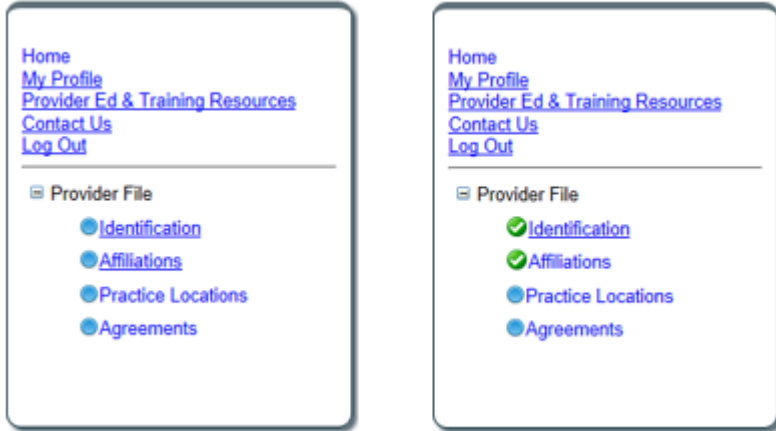 Home
My Profile
Provider Ed & Training Resources
Contact Us
Log Out
Provider File
Identification
Affiliations
Practice Locations
Agreements
Home
My Profile
Provider Ed & Training Resources
Contact Us
Log Out
Provider File
Identification
Affiliations
Practice Locations
Agreements